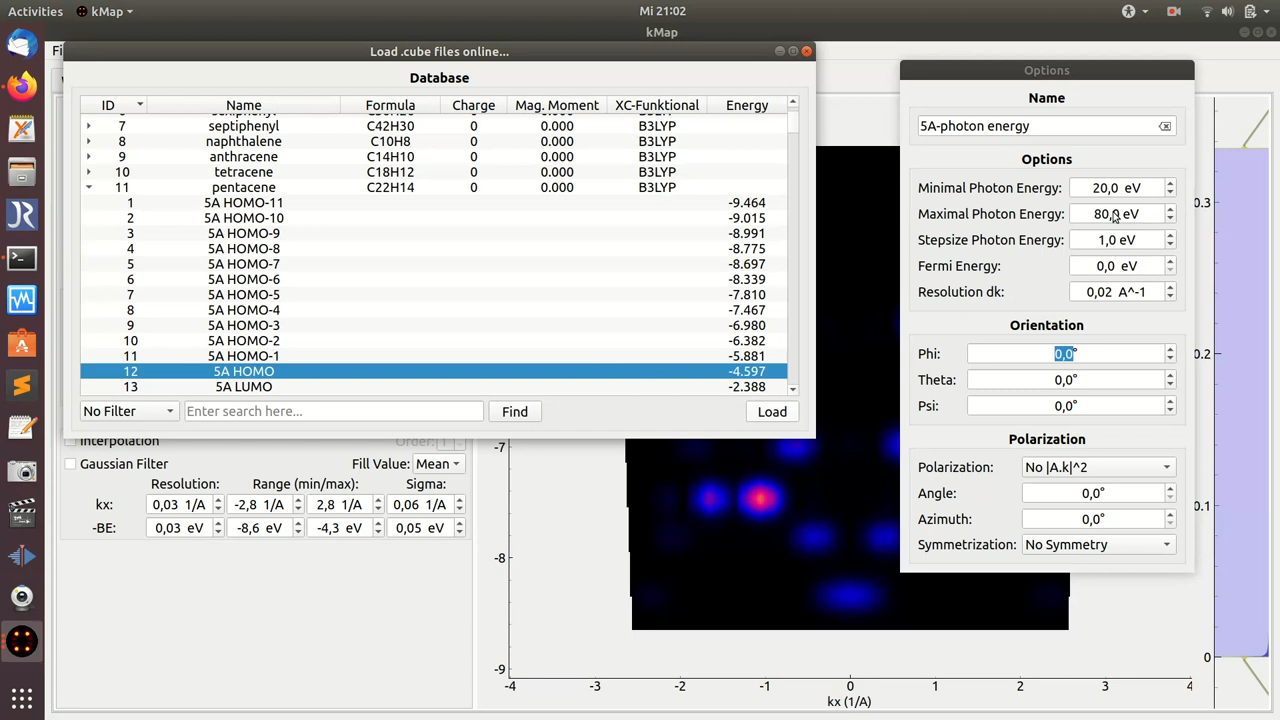 Activities kMap Mi 21:02
kMap
Load .cube files online...
Database
ID Name Formula Charge Mag. Moment XC-Funktional Energy
7 septiphenyl C42H30 0 0.000 B3LYP
8 naphthalene C10H8 0 0.000 B3LYP
9 anthracene C14H10 0 0.000 B3LYP
10 tetracene C18H12 0 0.000 B3LYP
11 pentacene C22H14 0 0.000 B3LYP
1 5A HOMO-11 -9.464
2 5A HOMO-10 -9.015
3 5A HOMO-9 -8.991
4 5A HOMO-8 -8.775
5 5A HOMO-7 -8.697
6 5A HOMO-6 -8.339
7 5A HOMO-5 -7.810
8 5A HOMO-4 -7.467
9 5A HOMO-3 -6.980
10 5A HOMO-2 -6.382
11 5A HOMO-1 -5.881
12 5A HOMO -4.597
13 5A LUMO -2.388
No Filter Enter search here... Find Load
Interpolation Order: 1
Gaussian Filter Fill Value: Mean
Resolution: Range (min/max): Sigma:
kx: 0,03 1/A -2,8 1/A 2,8 1/A 0,06 1/A
-BE: 0,03 eV -8,6 eV -4,3 eV 0,05 eV
Options
Name
5A-photon energy
Options
Minimal Photon Energy: 20,0 eV
Maximal Photon Energy: 80,0 eV
Stepsize Photon Energy: 1,0 eV
Fermi Energy: 0,0 eV
Resolution dk: 0,02 A^-1
Orientation
Phi: 0,0°
Theta: 0,0°
Psi: 0,0°
Polarization
Polarization: No |A.k|^2
Angle: 0,0°
Azimuth: 0,0°
Symmetrization: No Symmetry
-7
-8
-9
-4 -3 -2 -1 0 1 2 3 4
kx (1/A)
0.3
0.2
0.1
0